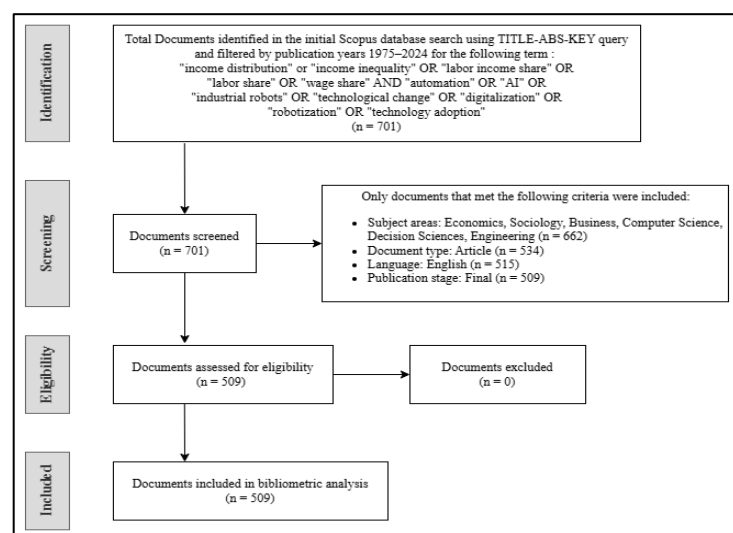 Identification
Total Documents identified in the initial Scopus database search using TITLE-ABS-KEY query
and filtered by publication years 1975–2024 for the following term :
"income distribution" or "income inequality" OR "labor income share" OR
"labor share" OR "wage share" AND "automation" or "AI" OR
"industrial robots" OR "technological change" OR "digitalization" OR
"robotization" OR "technology adoption"
(n = 701)
Screening
Documents screened
(n = 701)
Only documents that met the following criteria were included:
• Subject areas: Economics, Sociology, Business, Computer Science,
Decision Sciences, Engineering (n = 662)
• Document type: Article (n = 534)
• Language: English (n = 515)
• Publication stage: Final (n = 509)
Eligibility
Documents assessed for eligibility
(n = 509)
Documents excluded
(n = 0)
Included
Documents included in bibliometric analysis
(n = 509)